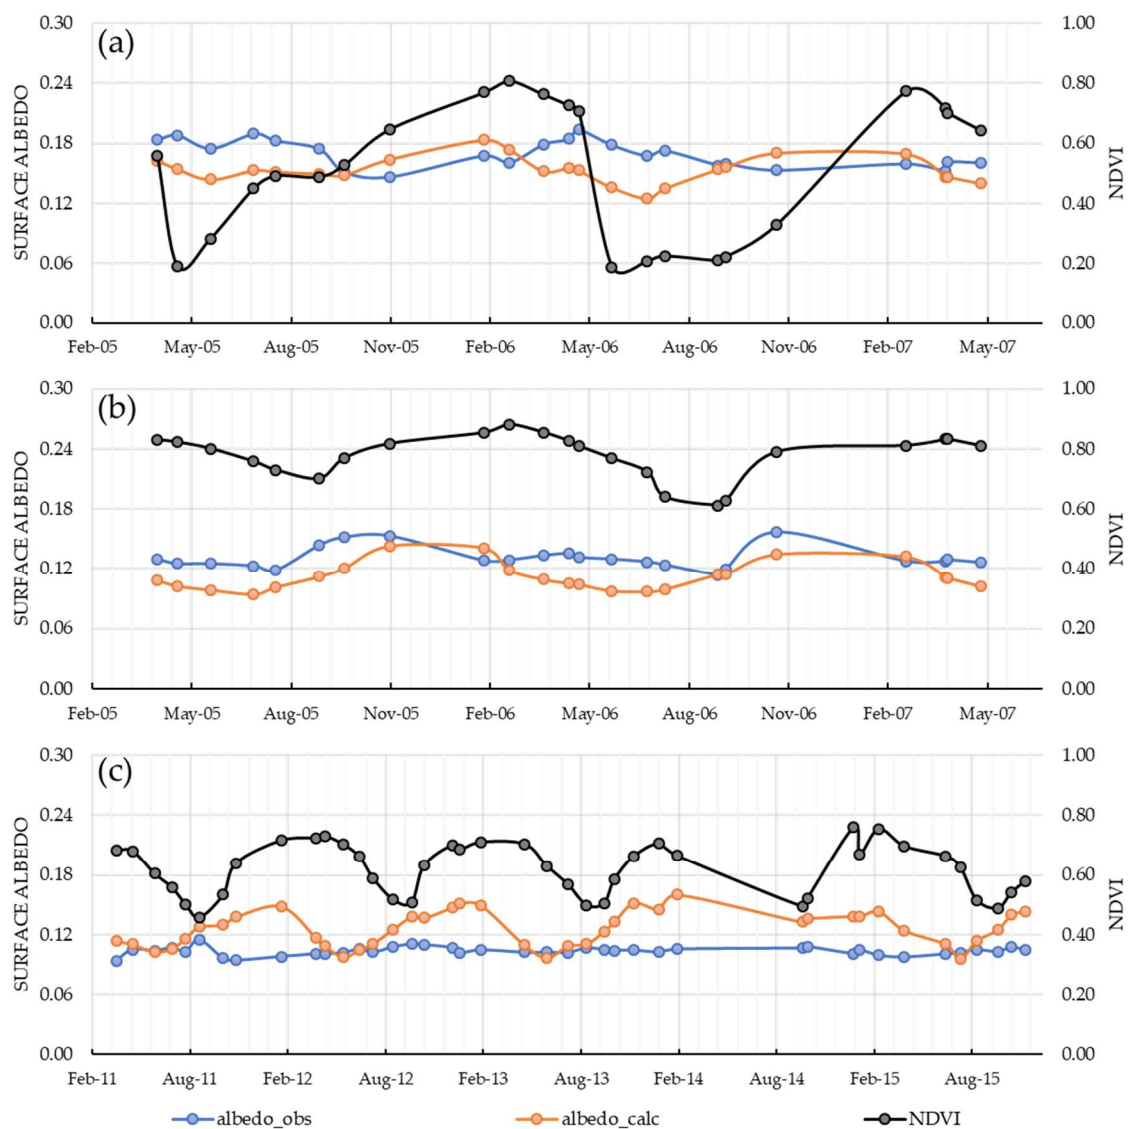 (a)
SURFACE ALBEDO
0.30
0.24
0.18
0.12
0.06
0.00
1.00
0.80
0.60
0.40
0.20
0.00
NDVI
Feb-05 May-05 Aug-05 Nov-05 Feb-06 May-06 Aug-06 Nov-06 Feb-07 May-07
(b)
SURFACE ALBEDO
0.30
0.24
0.18
0.12
0.06
0.00
1.00
0.80
0.60
0.40
0.20
0.00
NDVI
Feb-05 May-05 Aug-05 Nov-05 Feb-06 May-06 Aug-06 Nov-06 Feb-07 May-07
(c)
SURFACE ALBEDO
0.30
0.24
0.18
0.12
0.06
0.00
1.00
0.80
0.60
0.40
0.20
0.00
NDVI
Feb-11 Aug-11 Feb-12 Aug-12 Feb-13 Aug-13 Feb-14 Aug-14 Feb-15 Aug-15
albedo_obs albedo_calc NDVI